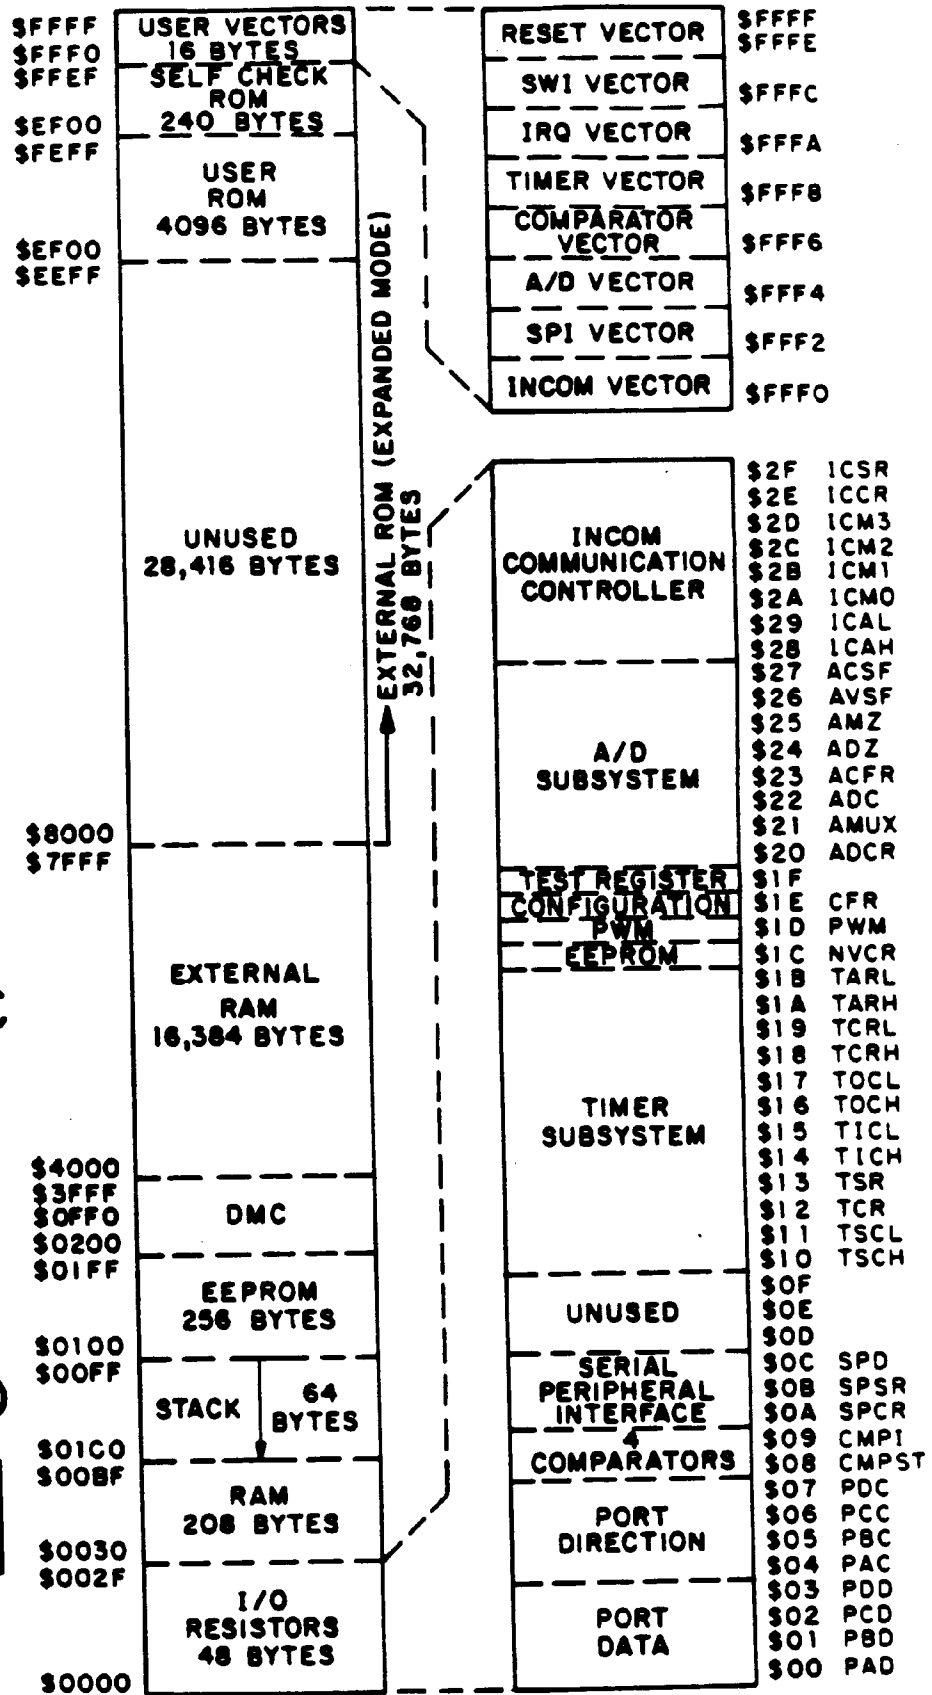 $FFFF
$FFF0
$FFEF
$EF00
$FEFF
$EF00
$EEFF
$8000
$7FFF
$4000
$3FFF
$0FF0
$0200
$01FF
$0100
$00FF
$01C0
$00BF
$0030
$002F
$0000
USER VECTORS
16 BYTES
SELF CHECK
ROM
240 BYTES
USER
ROM
4096 BYTES
UNUSED
28,416 BYTES
EXTERNAL
RAM
16,384 BYTES
DMC
EEPROM
256 BYTES
STACK
64
BYTES
RAM
208 BYTES
I/O
RESISTORS
48 BYTES
EXTERNAL ROM (EXPANDED MODE)
32,768 BYTES
RESET VECTOR
SWI VECTOR
IRQ VECTOR
TIMER VECTOR
COMPARATOR
VECTOR
A/D VECTOR
SPI VECTOR
INCOM VECTOR
$FFFF
$FFFE
$FFFC
$FFFA
$FFF8
$FFF6
$FFF4
$FFF2
$FFF0
INCOM
COMMUNICATION
CONTROLLER
A/D
SUBSYSTEM
TEST REGISTER
CONFIGURATION
PWM
EEPROM
TIMER
SUBSYSTEM
UNUSED
SERIAL
PERIPHERAL
INTERFACE
4
COMPARATORS
PORT
DIRECTION
PORT
DATA
$2F ICSR
$2E ICCR
$2D ICM3
$2C ICM2
$2B ICM1
$2A ICM0
$29 ICAL
$28 ICAH
$27 ACSF
$26 AVSF
$25 AMZ
$24 ADZ
$23 ACFR
$22 ADC
$21 AMUX
$20 ADCR
$1F
$1E CFR
$1D PWM
$1C NVCR
$1B TARL
$1A TARH
$19 TCRL
$18 TCRH
$17 TOCL
$16 TOCH
$15 TICL
$14 TICH
$13 TSR
$12 TCR
$11 TSCL
$10 TSCH
$0F
$0E
$0D
$0C SPD
$0B SPSR
$0A SPCR
$09 CMPI
$08 CMPST
$07 PDC
$06 PCC
$05 PBC
$04 PAC
$03 PDD
$02 PCD
$01 PBD
$00 PAD